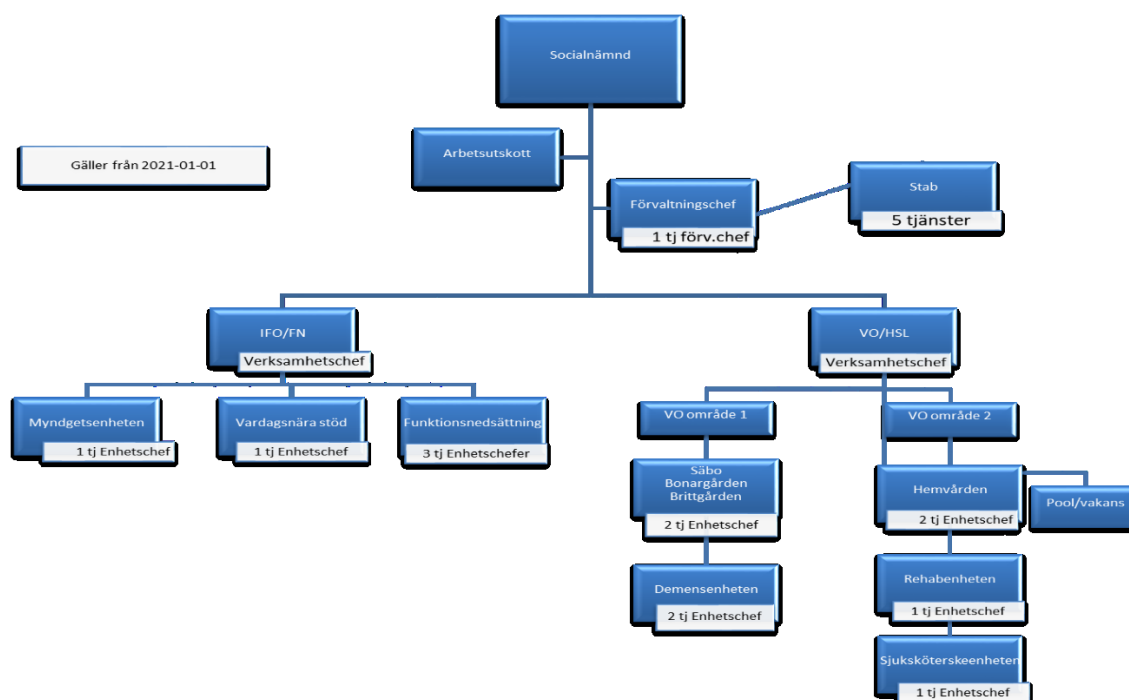 Socialnämnd
Arbetsutskott
Gäller från 2021-01-01
Förvaltningschef
1 tj förv.chef
Stab
5 tjänster
IFO/FN
Verksamhetschef
VO/HSL
Verksamhetschef
Myndgetsenheten
1 tj Enhetschef
Vardagsnära stöd
1 tj Enhetschef
Funktionsnedsättning
3 tj Enhetschefer
VO område 1
VO område 2
Säbo
Bonargården
Brittgården
2 tj Enhetschef
Hemvården
2 tj Enhetschef
Pool/vakans
Demensenheten
2 tj Enhetschef
Rehabenheten
1 tj Enhetschef
Sjuksköterskeenheten
1 tj Enhetschef